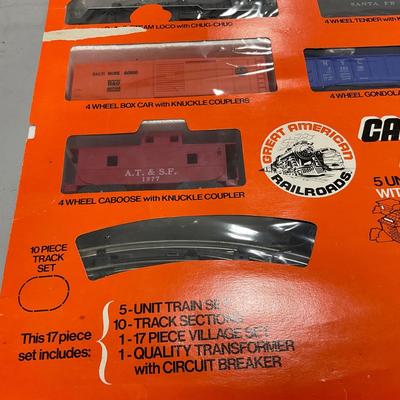 STEAM LOCO with CHUG-CHUG
SANTA FE
4 WHEEL TENDER with K
4 WHEEL BOX CAR with KNUCKLE COUPLERS
4 WHEEL GONDOLA
A.T. & S.F.
1977
4 WHEEL CABOOSE with KNUCKLE COUPLER
GREAT AMERICAN
RAILROADS
CA
5 UN
WIT
10 PIECE
TRACK
SET
This 17 piece
set includes:
5-UNIT TRAIN SET
10-TRACK SECTIONS
1-17 PIECE VILLAGE SET
1-QUALITY TRANSFORMER
with CIRCUIT BREAKER